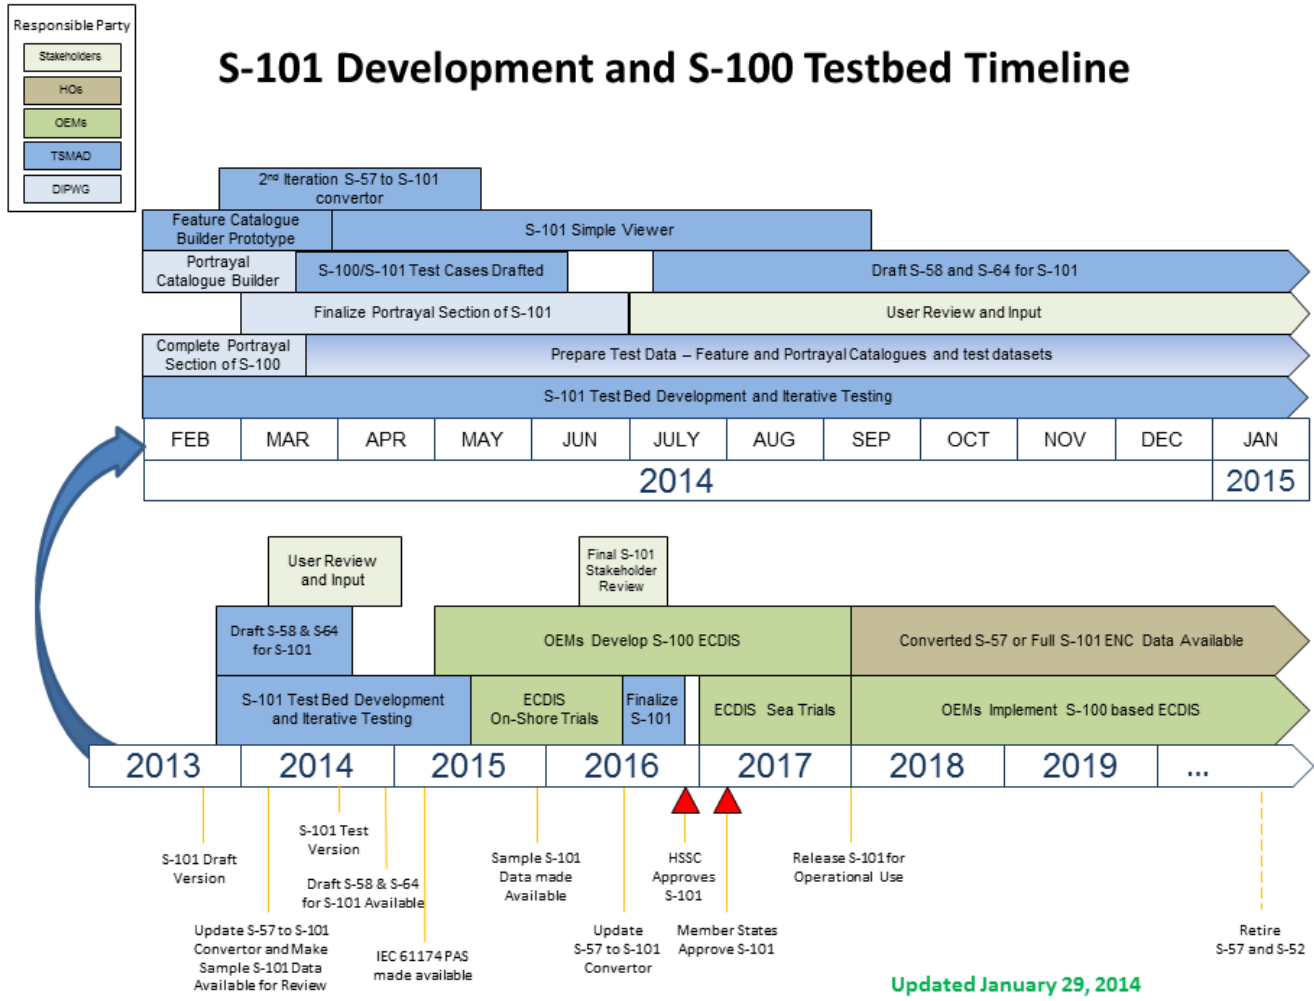 Responsible Party
Stakeholders
HOs
OEMs
TSMAD
DIPWG
S-101 Development and S-100 Testbed Timeline
2nd Iteration S-57 to S-101
convertor
Feature Catalogue
Builder Prototype
S-101 Simple Viewer
Portrayal
Catalogue Builder
S-100/S-101 Test Cases Drafted
Draft S-58 and S-64 for S-101
Finalize Portrayal Section of S-101
User Review and Input
Complete Portrayal
Section of S-100
Prepare Test Data – Feature and Portrayal Catalogues and test datasets
S-101 Test Bed Development and Iterative Testing
FEB MAR APR MAY JUN JULY AUG SEP OCT NOV DEC JAN
2014 2015
User Review
and Input
Final S-101
Stakeholder
Review
Draft S-58 & S-64
for S-101
OEMs Develop S-100 ECDIS
Converted S-57 or Full S-101 ENC Data Available
S-101 Test Bed Development
and Iterative Testing
ECDIS
On-Shore Trials
Finalize
S-101
ECDIS Sea Trials
OEMs Implement S-100 based ECDIS
2013 2014 2015 2016 2017 2018 2019 ...
S-101 Draft
Version
Update S-57 to S-101
Convertor and Make
Sample S-101 Data
Available for Review
S-101 Test
Version
Draft S-58 & S-64
for S-101 Available
IEC 61174 PAS
made available
Sample S-101
Data made
Available
Update
S-57 to S-101
Convertor
HSSC
Approves
S-101
Member States
Approve S-101
Release S-101 for
Operational Use
Retire
S-57 and S-52
Updated January 29, 2014